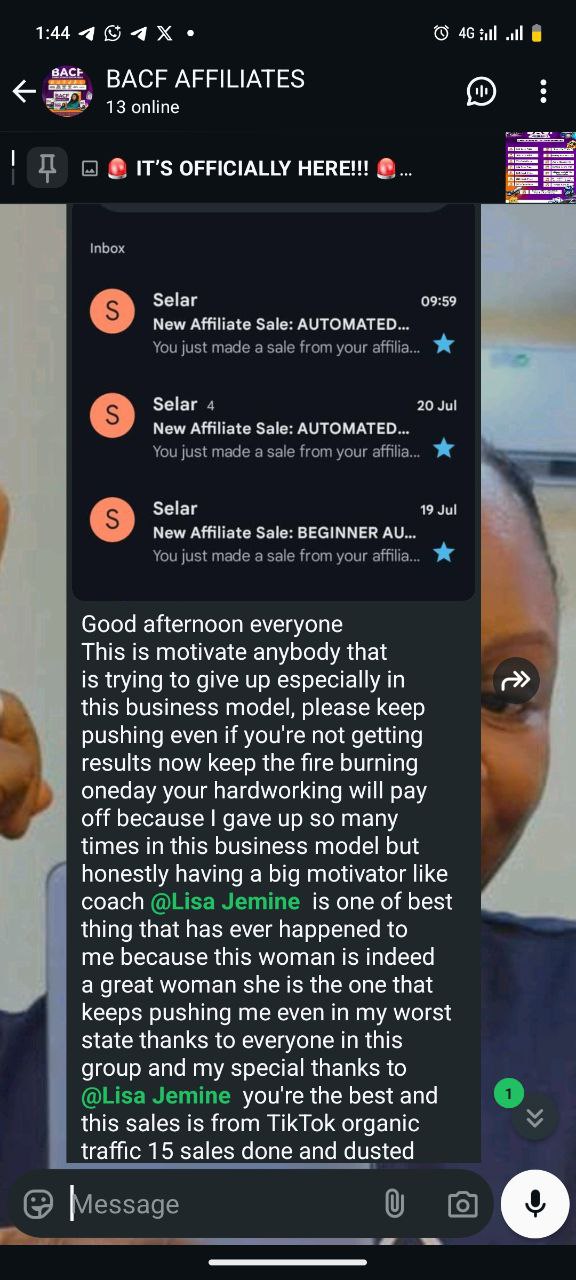 1:44
4G
BACF
BACF AFFILIATES
13 online
🚨 IT’S OFFICIALLY HERE!!! 🚨...
Inbox
S
Selar
09:59
New Affiliate Sale: AUTOMATED...
You just made a sale from your affilia...
S
Selar 4
20 Jul
New Affiliate Sale: AUTOMATED...
You just made a sale from your affilia...
S
Selar
19 Jul
New Affiliate Sale: BEGINNER AU...
You just made a sale from your affilia...
Good afternoon everyone
This is motivate anybody that
is trying to give up especially in
this business model, please keep
pushing even if you're not getting
results now keep the fire burning
oneday your hardworking will pay
off because I gave up so many
times in this business model but
honestly having a big motivator like
coach @Lisa Jemine is one of best
thing that has ever happened to
me because this woman is indeed
a great woman she is the one that
keeps pushing me even in my worst
state thanks to everyone in this
group and my special thanks to
@Lisa Jemine you're the best and
this sales is from TikTok organic
traffic 15 sales done and dusted
1
Message